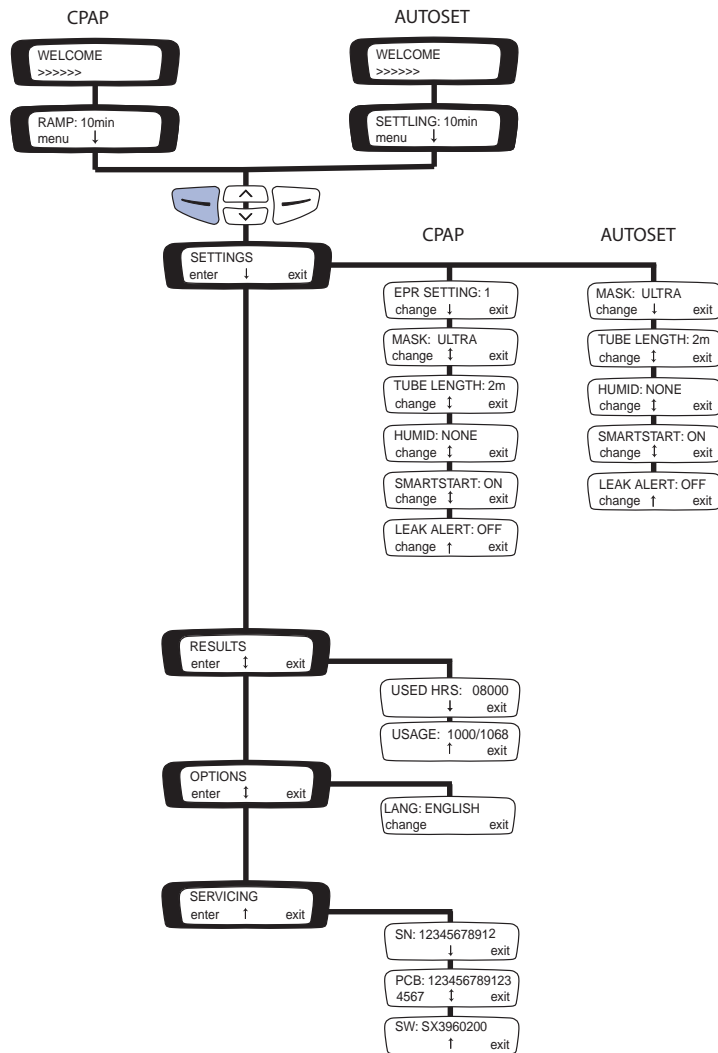 CPAP
AUTOSET
WELCOME
>>>>>>
WELCOME
>>>>>>
RAMP: 10min
menu ↓
SETTLING: 10min
menu ↓
SETTINGS
enter ↓ exit
CPAP
AUTOSET
EPR SETTING: 1
change ↓ exit
MASK: ULTRA
change ↕ exit
TUBE LENGTH: 2m
change ↕ exit
HUMID: NONE
change ↕ exit
SMARTSTART: ON
change ↕ exit
LEAK ALERT: OFF
change ↑ exit
MASK: ULTRA
change ↓ exit
TUBE LENGTH: 2m
change ↕ exit
HUMID: NONE
change ↕ exit
SMARTSTART: ON
change ↕ exit
LEAK ALERT: OFF
change ↑ exit
RESULTS
enter ↕ exit
USED HRS: 08000
↓ exit
USAGE: 1000/1068
↑ exit
OPTIONS
enter ↕ exit
LANG: ENGLISH
change exit
SERVICING
enter ↑ exit
SN: 12345678912
↓ exit
PCB: 123456789123
4567 ↕ exit
SW: SX3960200
↑ exit